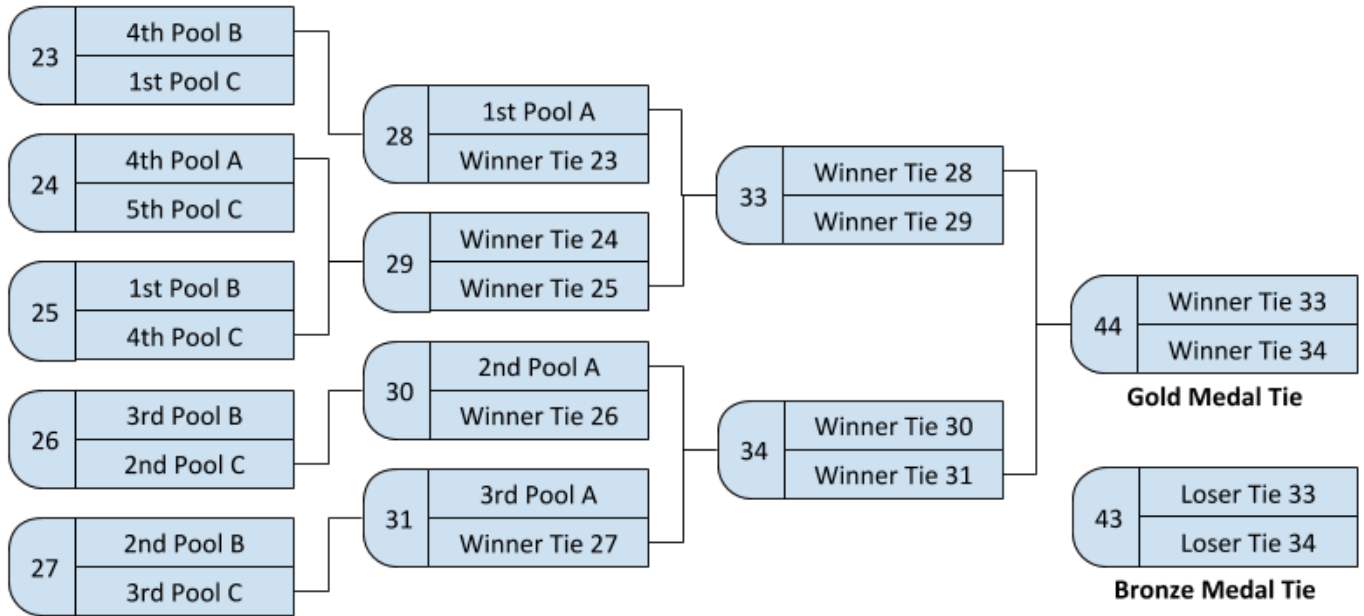 23
4th Pool B
1st Pool C
24
4th Pool A
5th Pool C
25
1st Pool B
4th Pool C
26
3rd Pool B
2nd Pool C
27
2nd Pool B
3rd Pool C
28
1st Pool A
Winner Tie 23
29
Winner Tie 24
Winner Tie 25
30
2nd Pool A
Winner Tie 26
31
3rd Pool A
Winner Tie 27
33
Winner Tie 28
Winner Tie 29
34
Winner Tie 30
Winner Tie 31
44
Winner Tie 33
Winner Tie 34
Gold Medal Tie
43
Loser Tie 33
Loser Tie 34
Bronze Medal Tie